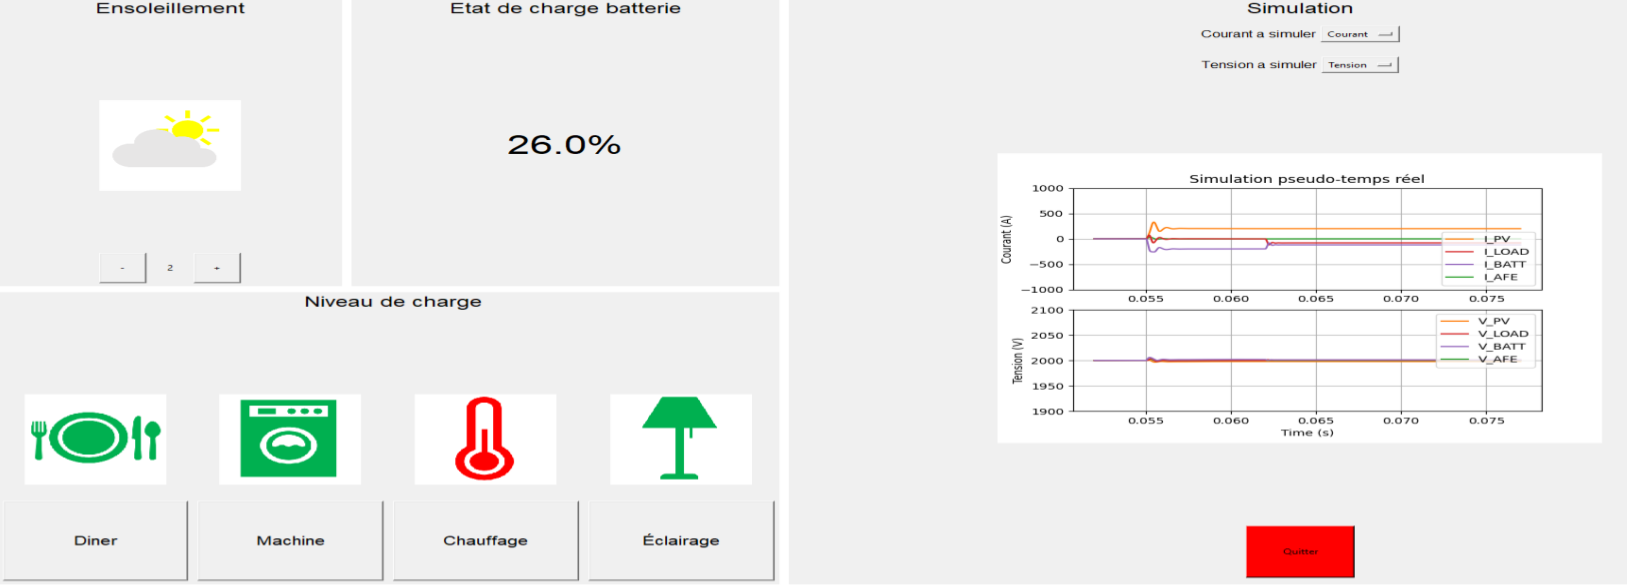 Ensoleillement
- 2 +
Etat de charge batterie
26.0%
Niveau de charge
Diner
Machine
Chauffage
Éclairage
Simulation
Courant a simuler Courant
Tension a simuler Tension
Simulation pseudo-temps réel
Courant (A)
1000
500
0
−500
−1000
I_PV
I_LOAD
I_BATT
I_AFE
0.055 0.060 0.065 0.070 0.075
Tension (V)
2100
2050
2000
1950
1900
V_PV
V_LOAD
V_BATT
V_AFE
0.055 0.060 0.065 0.070 0.075
Time (s)
Quitter